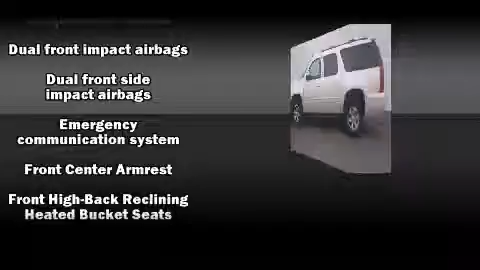 Dual front impact airbags
Dual front side
impact airbags
Emergency
communication system
Front Center Armrest
Front High-Back Reclining
Heated Bucket Seats